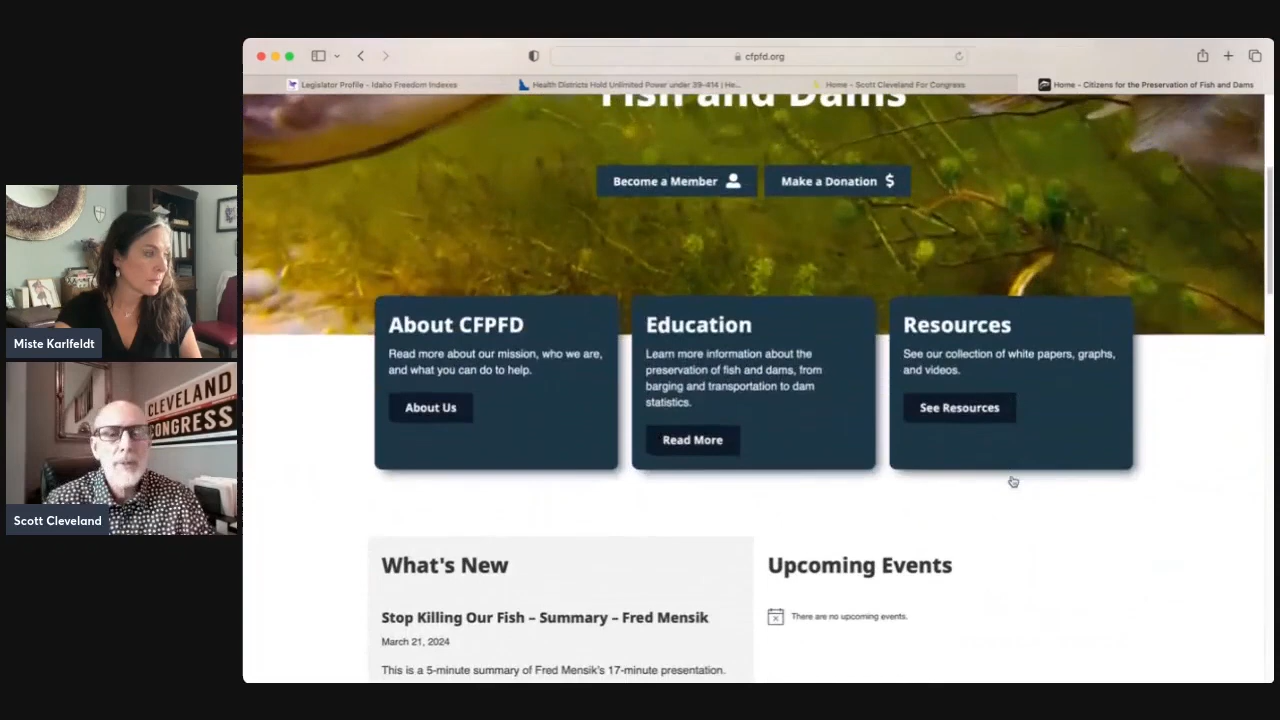 cfpfd.org
Legislator Profile - Idaho Freedom Indexes
Health Districts Hold Unlimited Power under 39-414 | He...
Home - Scott Cleveland For Congress
Home - Citizens for the Preservation of Fish and Dams
Fish and Dams
Become a Member
Make a Donation $
About CFPFD
Read more about our mission, who we are,
and what you can do to help.
About Us
Education
Learn more information about the
preservation of fish and dams, from
barging and transportation to dam
statistics.
Read More
Resources
See our collection of white papers, graphs,
and videos.
See Resources
What's New
Stop Killing Our Fish – Summary – Fred Mensik
March 21, 2024
This is a 5-minute summary of Fred Mensik's 17-minute presentation.
Upcoming Events
There are no upcoming events.
Miste Karlfeldt
CLEVELAND
CONGRESS
Scott Cleveland